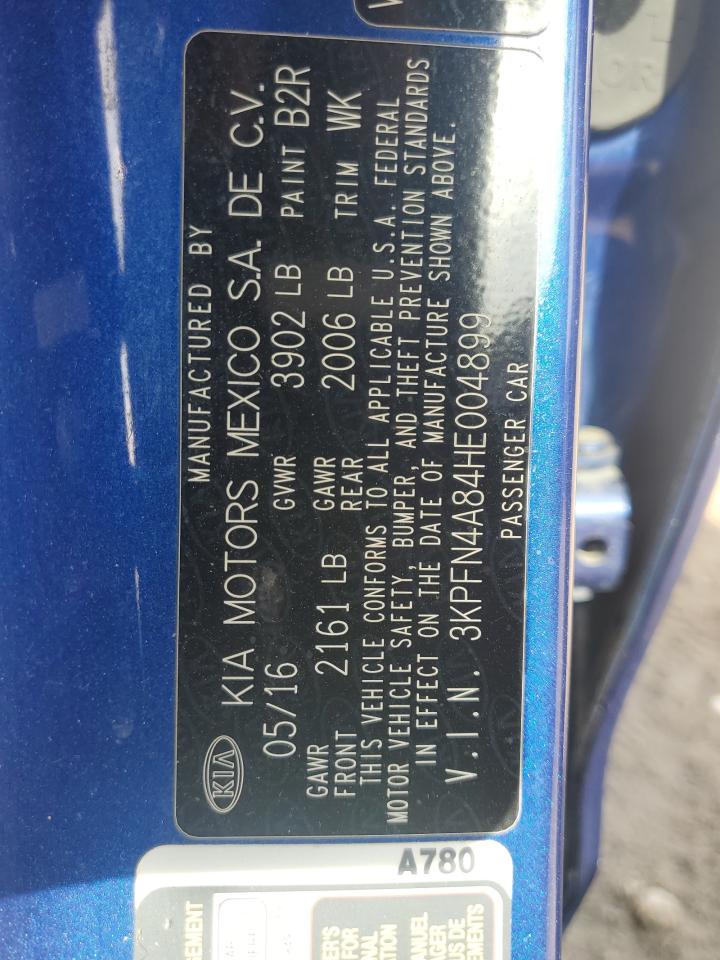 KIA
MANUFACTURED BY
KIA MOTORS MEXICO S.A. DE C.V.
05/16 GVWR 3902 LB PAINT B2R
GAWR FRONT 2161 LB GAWR REAR 2006 LB TRIM WK
THIS VEHICLE CONFORMS TO ALL APPLICABLE U.S.A. FEDERAL
MOTOR VEHICLE SAFETY, BUMPER, AND THEFT PREVENTION STANDARDS
IN EFFECT ON THE DATE OF MANUFACTURE SHOWN ABOVE.
V.I.N. 3KPFN4A84HE004899
PASSENGER CAR
A780